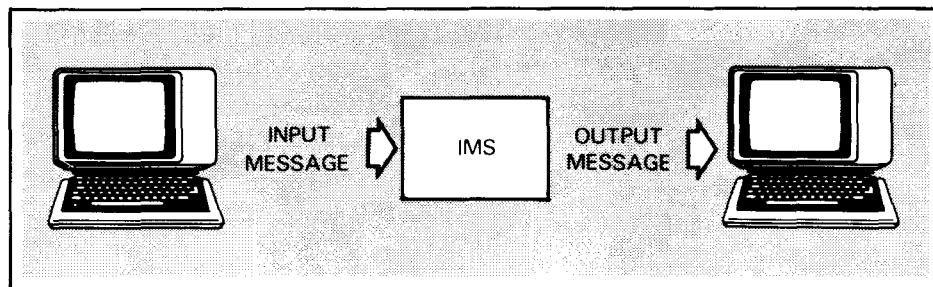 INPUT
MESSAGE
IMS
OUTPUT
MESSAGE